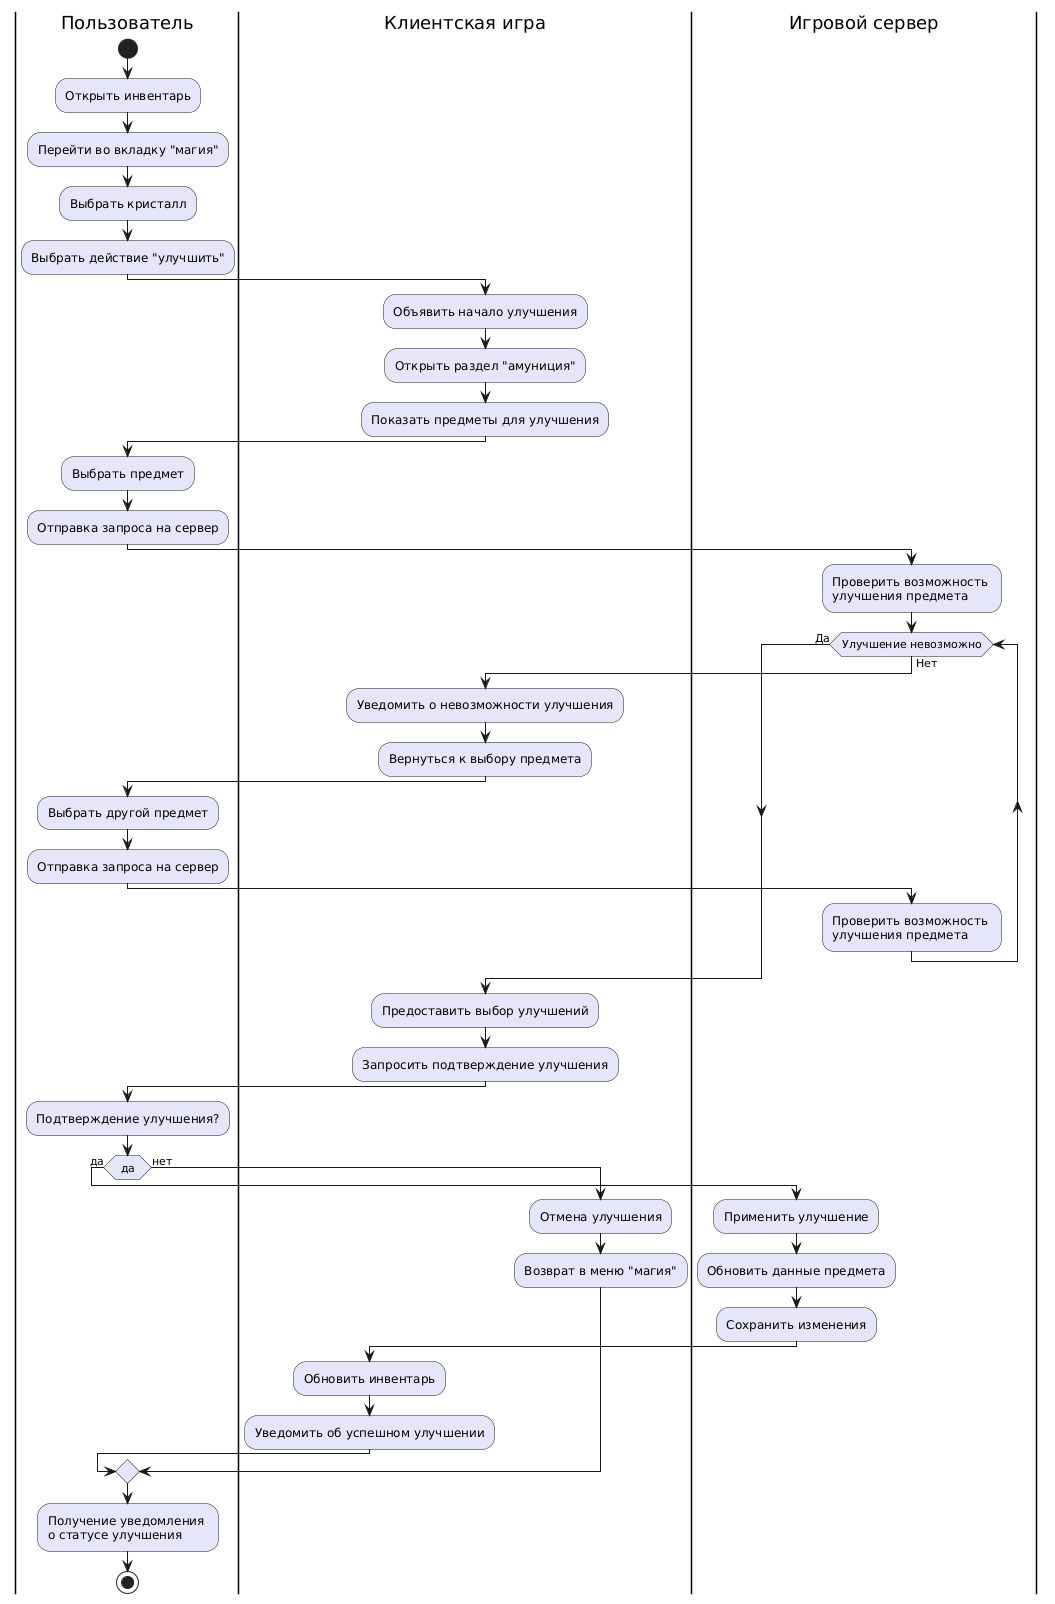 Пользователь
Клиентская игра
Игровой сервер
Открыть инвентарь
Перейти во вкладку "магия"
Выбрать кристалл
Выбрать действие "улучшить"
Объявить начало улучшения
Открыть раздел "амуниция"
Показать предметы для улучшения
Выбрать предмет
Отправка запроса на сервер
Проверить возможность
улучшения предмета
Да
Улучшение невозможно
Нет
Уведомить о невозможности улучшения
Вернуться к выбору предмета
Выбрать другой предмет
Отправка запроса на сервер
Проверить возможность
улучшения предмета
Предоставить выбор улучшений
Запросить подтверждение улучшения
Подтверждение улучшения?
да
да
нет
Отмена улучшения
Применить улучшение
Возврат в меню "магия"
Обновить данные предмета
Сохранить изменения
Обновить инвентарь
Уведомить об успешном улучшении
Получение уведомления
о статусе улучшения